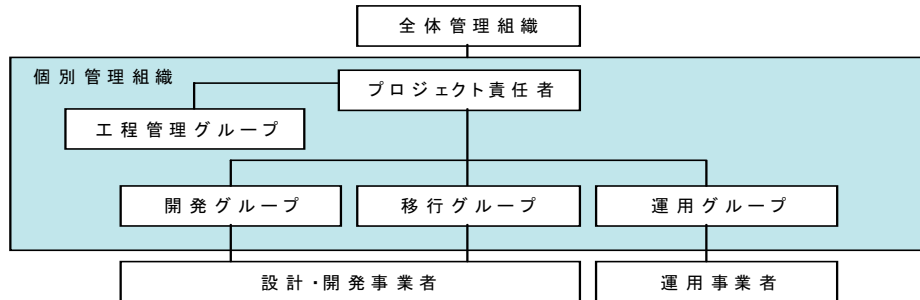 全体管理組織
個別管理組織
プロジェクト責任者
工程管理グループ
開発グループ
移行グループ
運用グループ
設計・開発事業者
運用事業者